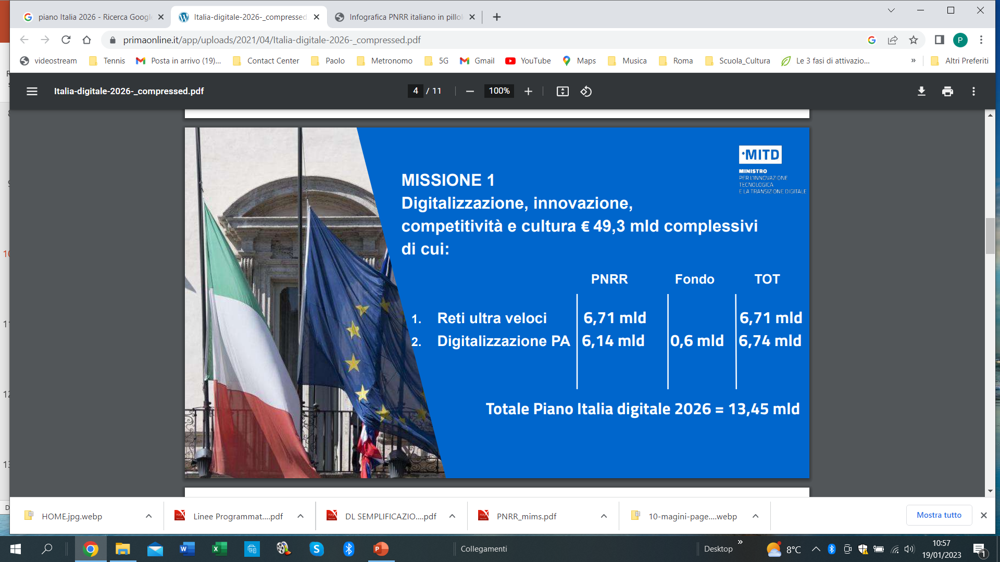 piano Italia 2026 - Ricerca Google
Italia-digitale-2026-_compressed
Infografica PNRR italiano in pillol
primaonline.it/app/uploads/2021/04/Italia-digitale-2026-_compressed.pdf
P
videostream
Tennis
Posta in arrivo (19)...
Contact Center
Paolo
Metronomo
5G
Gmail
YouTube
Maps
Musica
Roma
Scuola_Cultura
Le 3 fasi di attivazio...
»
Altri Preferiti
Italia-digitale-2026-_compressed.pdf
4 / 11
100%
MITD
MINISTRO
PER L'INNOVAZIONE
TECNOLOGICA
E LA TRANSIZIONE DIGITALE
MISSIONE 1
Digitalizzazione, innovazione,
competitività e cultura € 49,3 mld complessivi
di cui:
PNRR Fondo TOT
1. Reti ultra veloci 6,71 mld 6,71 mld
2. Digitalizzazione PA 6,14 mld 0,6 mld 6,74 mld
Totale Piano Italia digitale 2026 = 13,45 mld
10
11
12
13
D
HOME.jpg.webp
Linee Programmat....pdf
DL SEMPLIFICAZIO....pdf
PNRR_mims.pdf
10-magini-page....webp
Mostra tutto
Collegamenti
Desktop »
8°C
10:57
19/01/2023
1